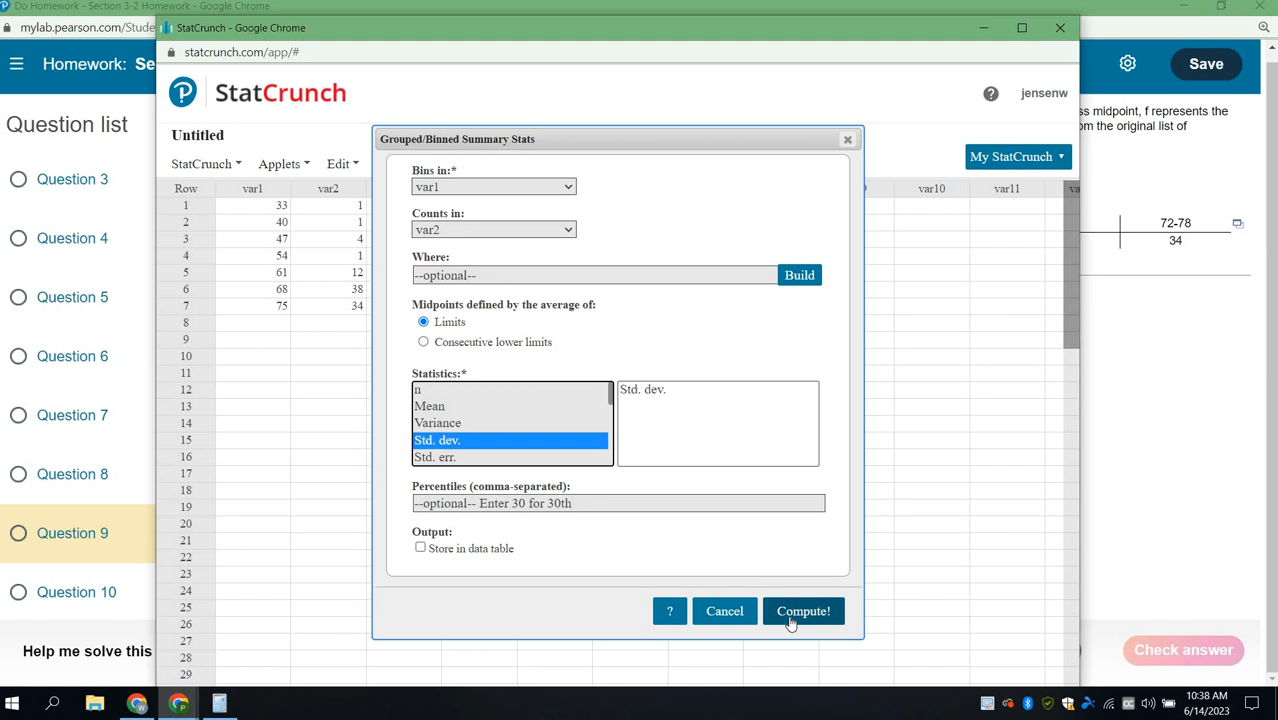 Do Homework - Section 3-2 Homework - Google Chrome
mylab.pearson.com/Stude
StatCrunch - Google Chrome
statcrunch.com/app/#
Homework: Se
Save
P StatCrunch
? jensenw
ss midpoint, f represents the
om the original list of
Question list
Untitled
StatCrunch Applets Edit
My StatCrunch
Grouped/Binned Summary Stats
Bins in:*
var1
Counts in:
var2
Where:
--optional--
Build
Midpoints defined by the average of:
Limits
Consecutive lower limits
Statistics:*
n
Mean
Variance
Std. dev.
Std. err.
Std. dev.
Percentiles (comma-separated):
--optional-- Enter 30 for 30th
Output:
Store in data table
? Cancel Compute!
Row var1 var2 var10 var11 va
1 33 1
2 40 1
3 47 4
4 54 1
5 61 12
6 68 38
7 75 34
8
9
10
11
12
13
14
15
16
17
18
19
20
21
22
23
24
25
26
27
28
29
72-78
34
Question 3
Question 4
Question 5
Question 6
Question 7
Question 8
Question 9
Question 10
Help me solve this
Check answer
10:38 AM
6/14/2023